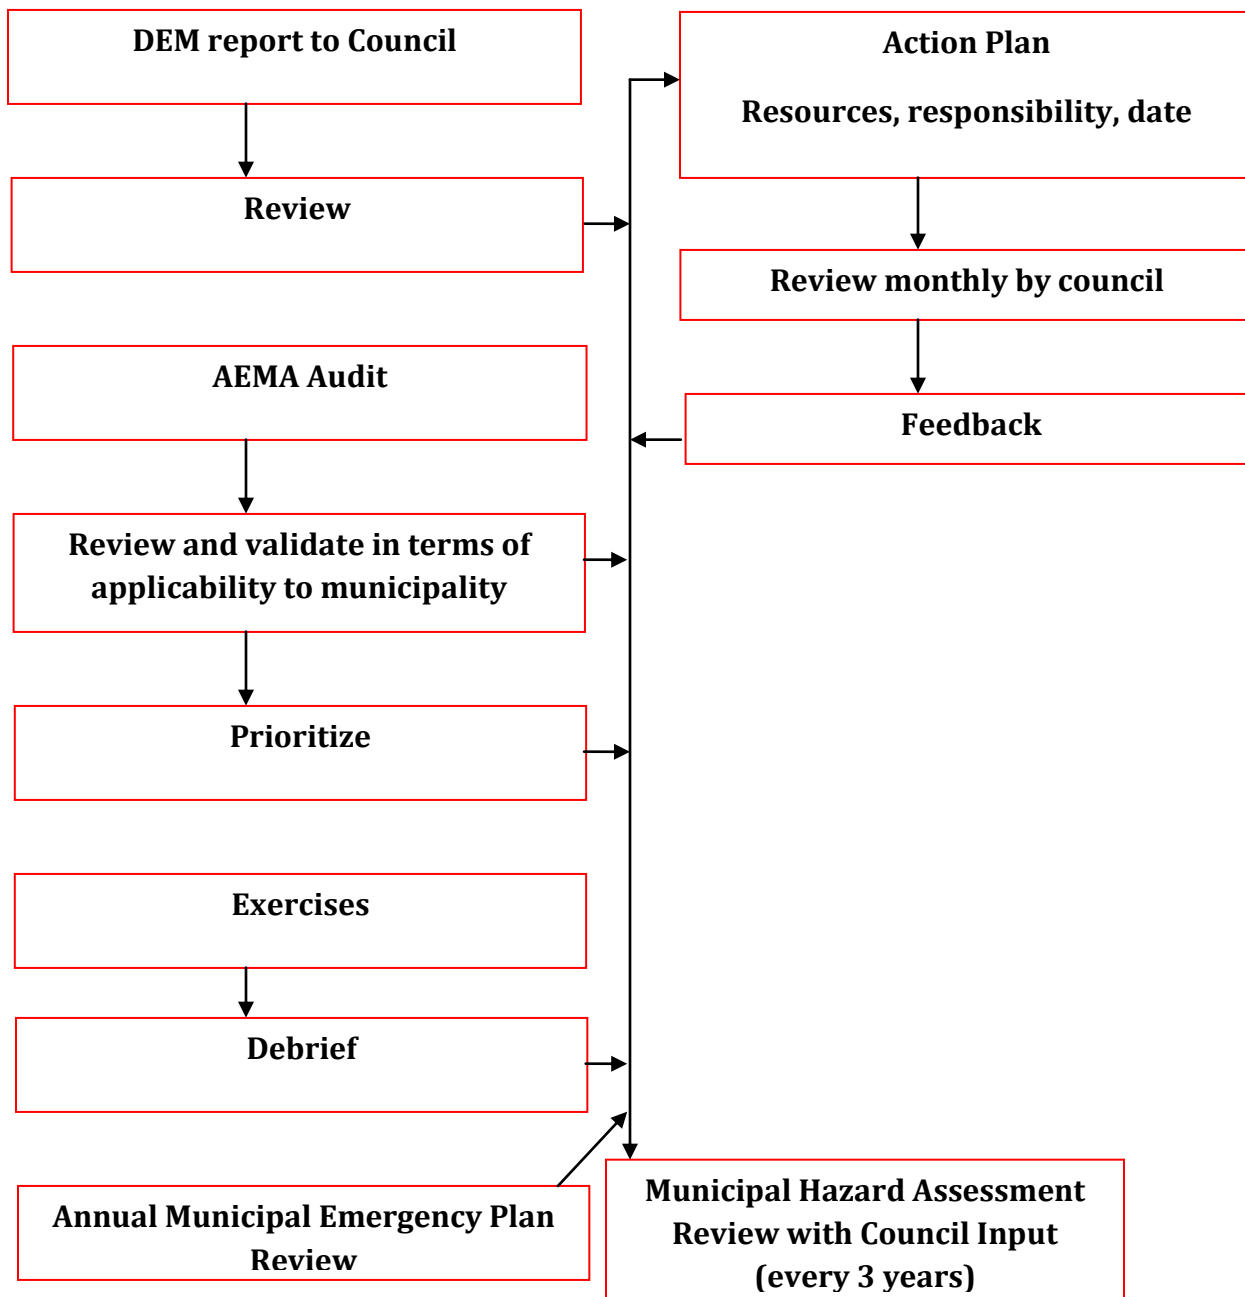 DEM report to Council
Review
AEMA Audit
Review and validate in terms of
applicability to municipality
Prioritize
Exercises
Debrief
Annual Municipal Emergency Plan
Review
Action Plan
Resources, responsibility, date
Review monthly by council
Feedback
Municipal Hazard Assessment
Review with Council Input
(every 3 years)